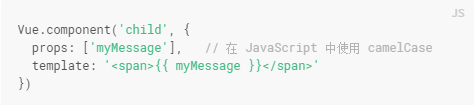 JS
Vue.component('child', {
  props: ['myMessage'],   // 在 JavaScript 中使用 camelCase
  template: '<span>{{ myMessage }}</span>'
})